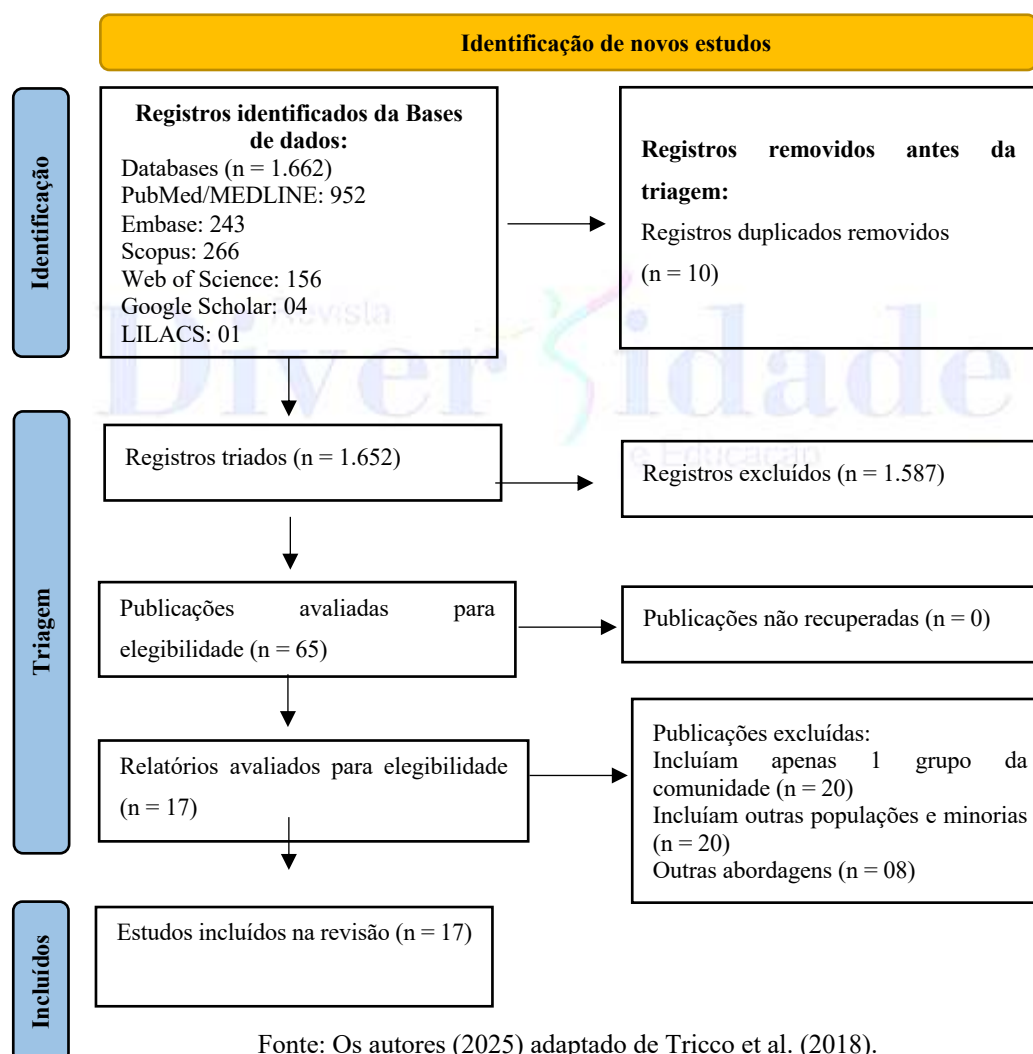 Identificação de novos estudos
Identificação
Registros identificados da Bases
de dados:
Databases (n = 1.662)
PubMed/MEDLINE: 952
Embase: 243
Scopus: 266
Web of Science: 156
Google Scholar: 04
LILACS: 01
Registros removidos antes da
triagem:
Registros duplicados removidos
(n = 10)
Revista
Diversidade
e Educação
Triagem
Registros triados (n = 1.652)
Registros excluídos (n = 1.587)
Publicações avaliadas para
elegibilidade (n = 65)
Publicações não recuperadas (n = 0)
Relatórios avaliados para elegibilidade
(n = 17)
Publicações excluídas:
Incluíam apenas 1 grupo da
comunidade (n = 20)
Incluíam outras populações e minorias
(n = 20)
Outras abordagens (n = 08)
Incluídos
Estudos incluídos na revisão (n = 17)
Fonte: Os autores (2025) adaptado de Tricco et al. (2018).